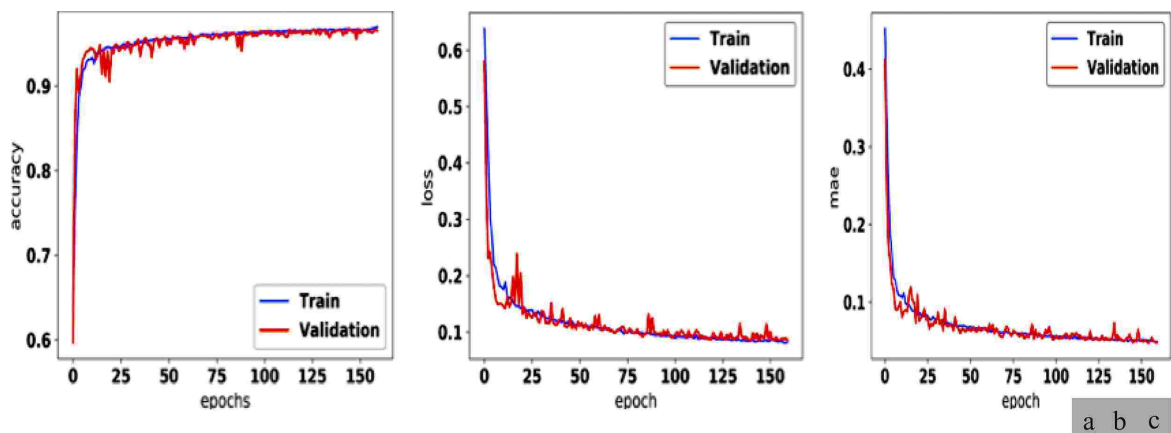 0.9
0.8
0.7
0.6
accuracy
0 25 50 75 100 125 150
epochs
Train
Validation
0.6
0.5
0.4
0.3
0.2
0.1
loss
0 25 50 75 100 125 150
epoch
Train
Validation
0.4
0.3
0.2
0.1
mae
0 25 50 75 100 125 150
epoch
Train
Validation
a b c